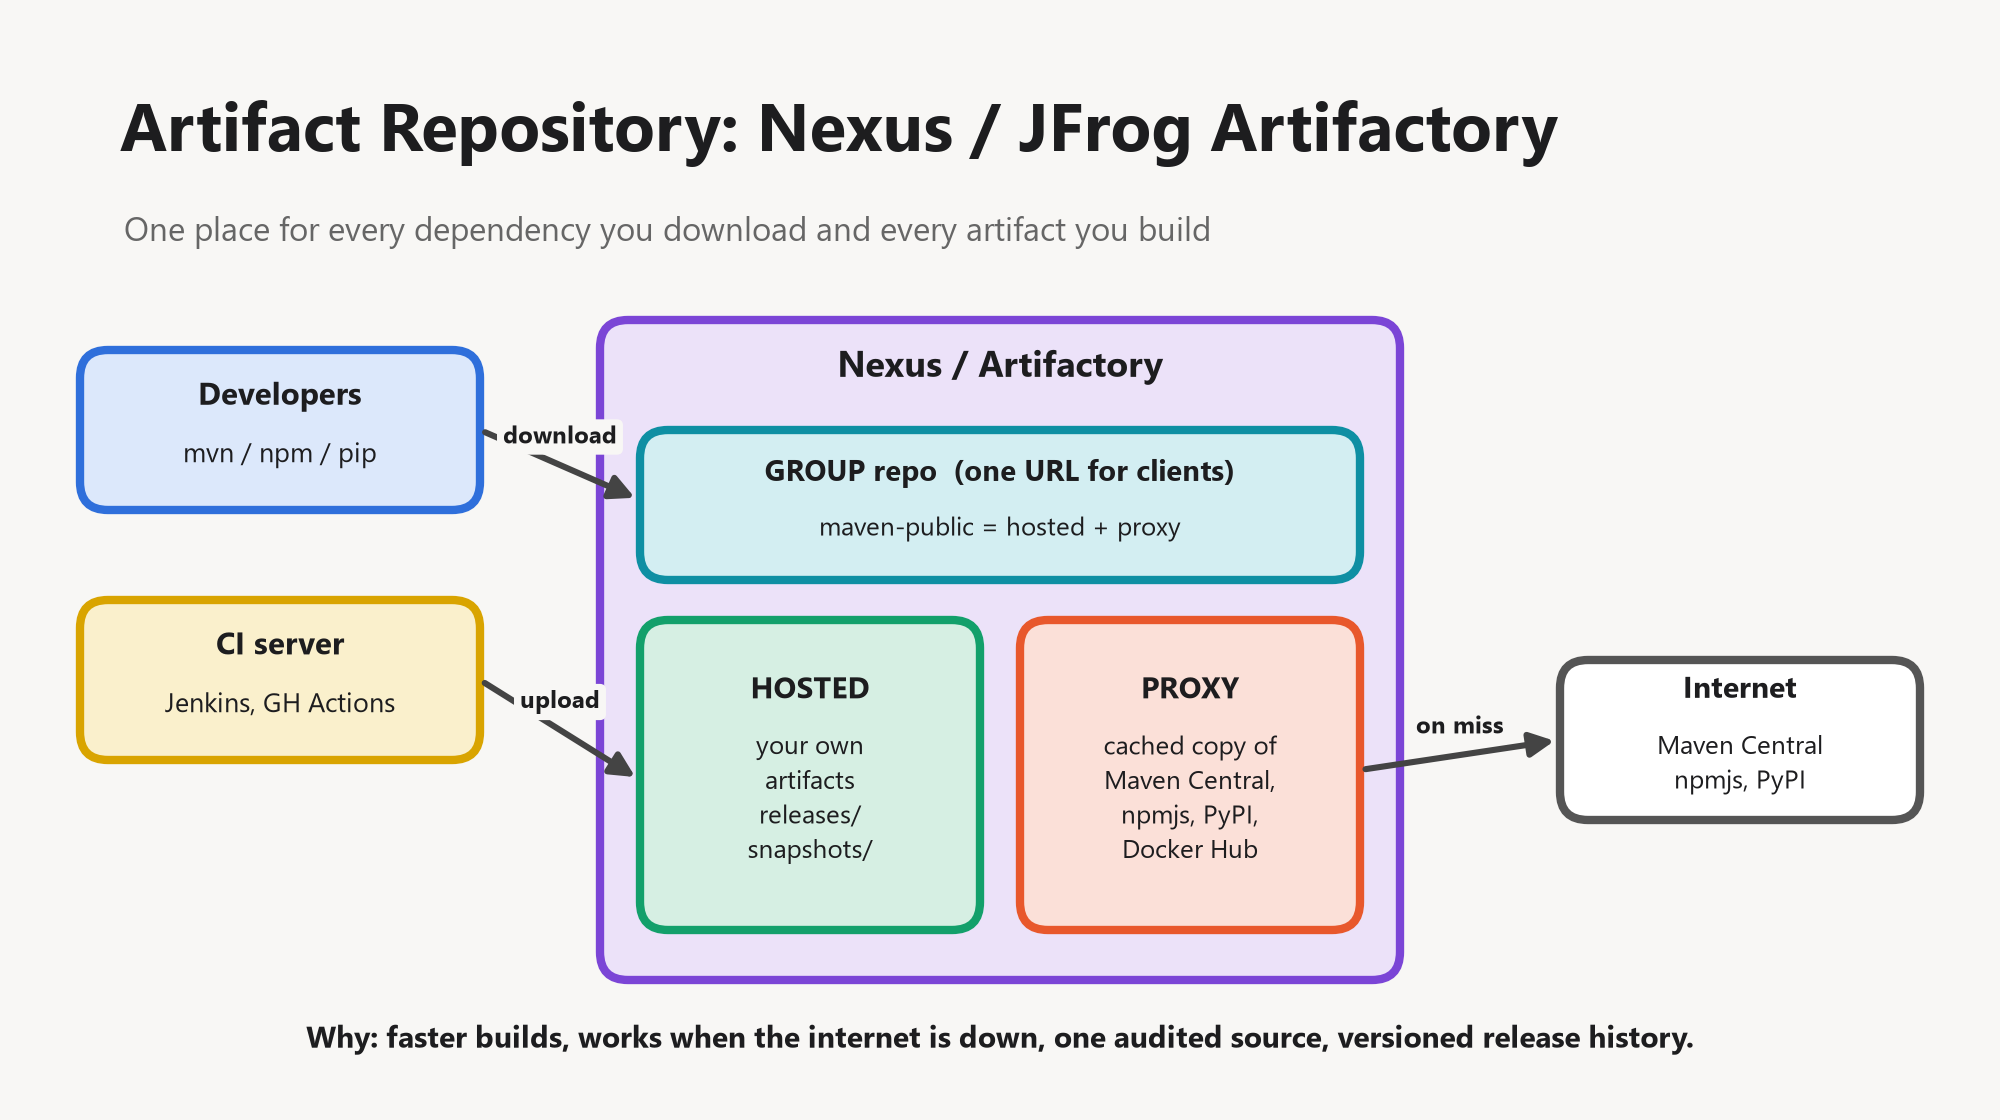 Artifact Repository: Nexus / JFrog Artifactory
One place for every dependency you download and every artifact you build
Developers
mvn / npm / pip
download
CI server
Jenkins, GH Actions
upload
Nexus / Artifactory
GROUP repo  (one URL for clients)
maven-public = hosted + proxy
HOSTED
your own
artifacts
releases/
snapshots/
PROXY
cached copy of
Maven Central,
npmjs, PyPI,
Docker Hub
on miss
Internet
Maven Central
npmjs, PyPI
Why: faster builds, works when the internet is down, one audited source, versioned release history.